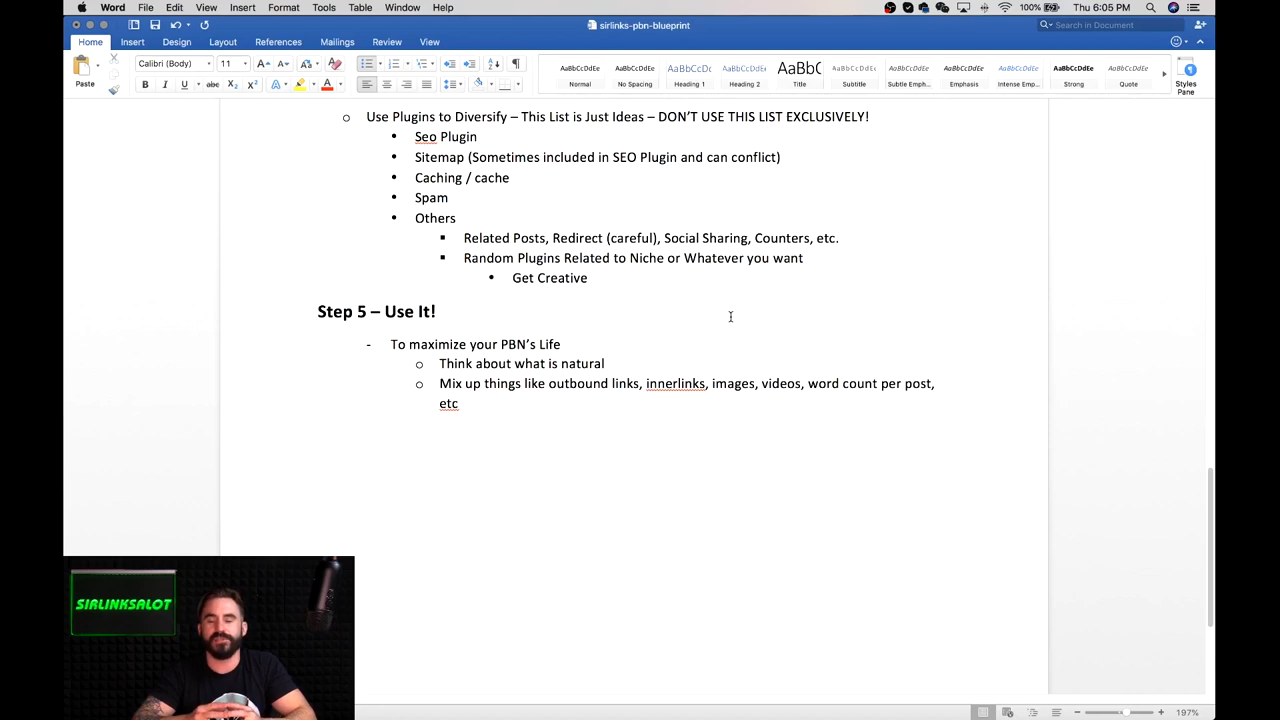 Word File Edit View Insert Format Tools Table Window Help 100% Thu 6:05 PM
sirlinks-pbn-blueprint Search in Document
Home Insert Design Layout References Mailings Review View
Calibri (Body) 11
Paste Normal No Spacing Heading 1 Heading 2 Title Subtitle Subtle Emph... Emphasis Intense Emp... Strong Quote Styles Pane
o Use Plugins to Diversify – This List is Just Ideas – DON'T USE THIS LIST EXCLUSIVELY!
• Seo Plugin
• Sitemap (Sometimes included in SEO Plugin and can conflict)
• Caching / cache
• Spam
• Others
▪ Related Posts, Redirect (careful), Social Sharing, Counters, etc.
▪ Random Plugins Related to Niche or Whatever you want
• Get Creative
Step 5 – Use It!
- To maximize your PBN's Life
o Think about what is natural
o Mix up things like outbound links, innerlinks, images, videos, word count per post,
etc
SIRLINKSALOT
197%